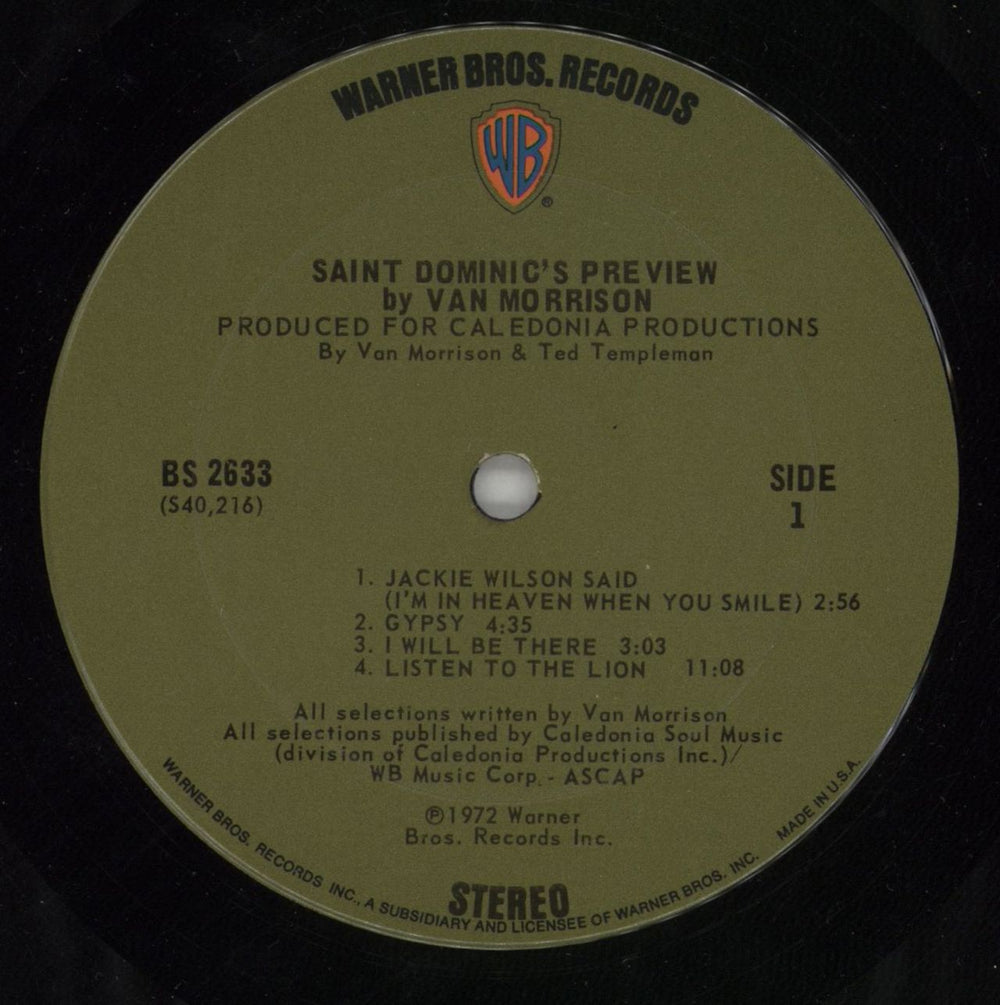 WARNER BROS. RECORDS
WB
®
SAINT DOMINIC'S PREVIEW
by VAN MORRISON
PRODUCED FOR CALEDONIA PRODUCTIONS
By Van Morrison & Ted Templeman
BS 2633
(S40,216)
SIDE
1
1. JACKIE WILSON SAID
(I'M IN HEAVEN WHEN YOU SMILE) 2:56
2. GYPSY 4:35
3. I WILL BE THERE 3:03
4. LISTEN TO THE LION 11:08
All selections written by Van Morrison
All selections published by Caledonia Soul Music
(division of Caledonia Productions Inc.)/
WB Music Corp. - ASCAP
℗1972 Warner
Bros. Records Inc.
STEREO
WARNER BROS. RECORDS INC., A SUBSIDIARY AND LICENSEE OF WARNER BROS. INC. MADE IN U.S.A.